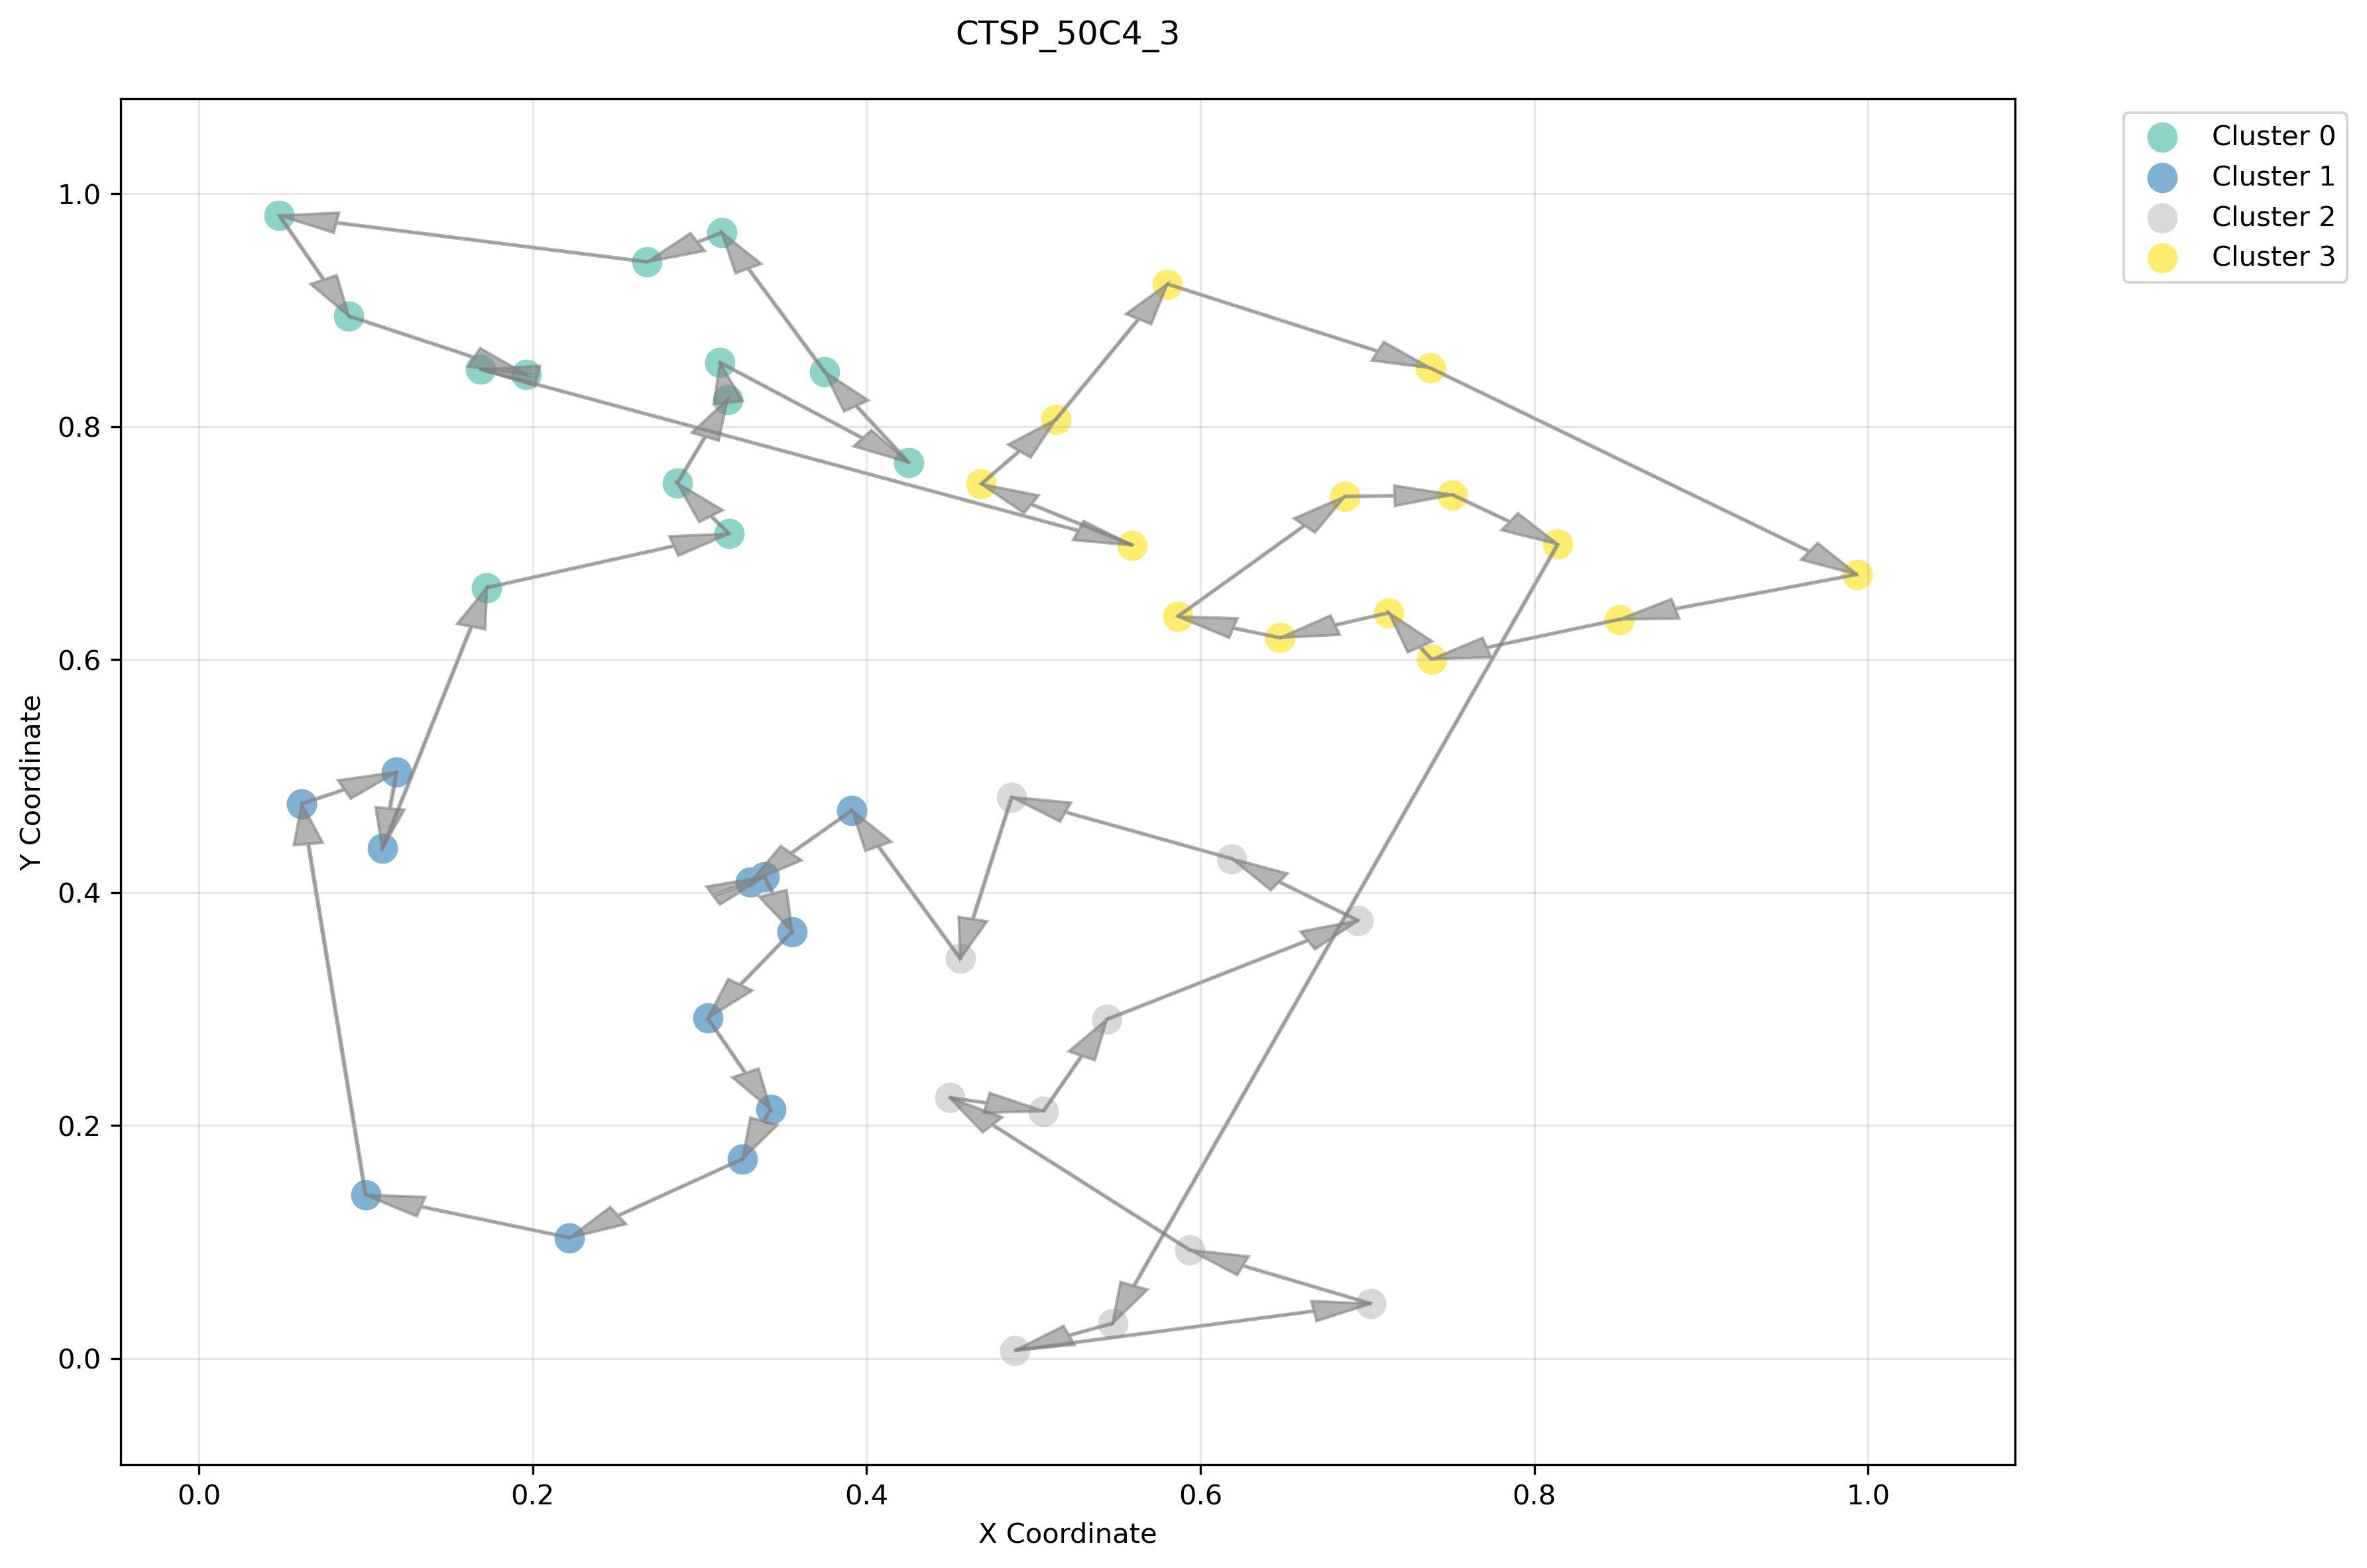 CTSP_50C4_3
Cluster 0
Cluster 1
Cluster 2
Cluster 3
Y Coordinate
1.0
0.8
0.6
0.4
0.2
0.0
0.0 0.2 0.4 0.6 0.8 1.0
X Coordinate